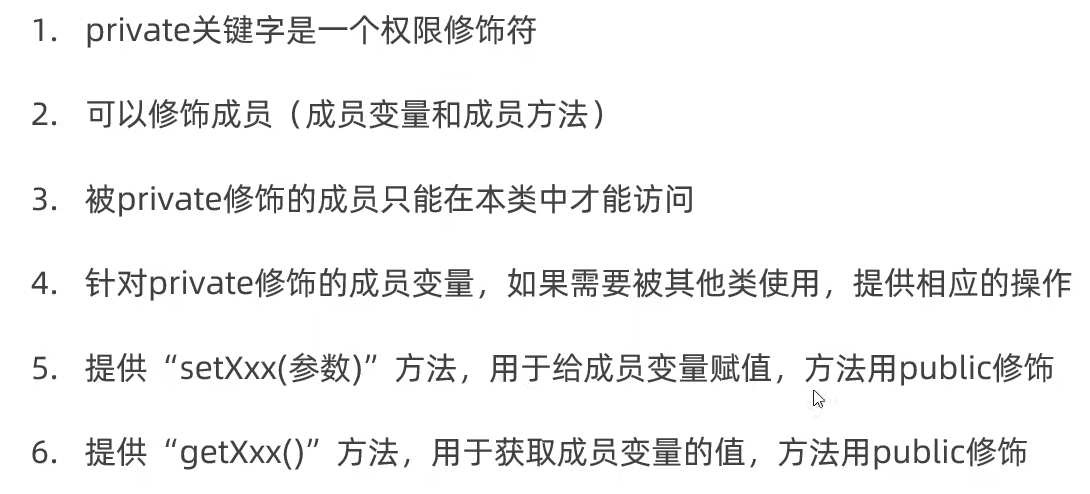 1. private关键字是一个权限修饰符
2. 可以修饰成员（成员变量和成员方法）
3. 被private修饰的成员只能在本类中才能访问
4. 针对private修饰的成员变量，如果需要被其他类使用，提供相应的操作
5. 提供“setXxx(参数)”方法，用于给成员变量赋值，方法用public修饰
6. 提供“getXxx()”方法，用于获取成员变量的值，方法用public修饰